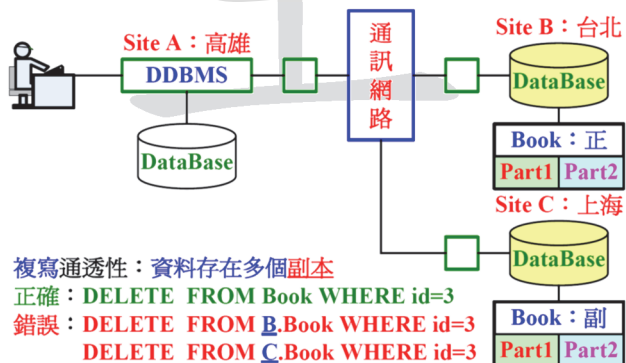 Site A：高雄
DDBMS
DataBase
通訊網路
Site B：台北
DataBase
Book：正
Part1 Part2
Site C：上海
DataBase
Book：副
Part1 Part2
複寫通透性：資料存在多個副本
正確：DELETE FROM Book WHERE id=3
錯誤：DELETE FROM B.Book WHERE id=3
DELETE FROM C.Book WHERE id=3